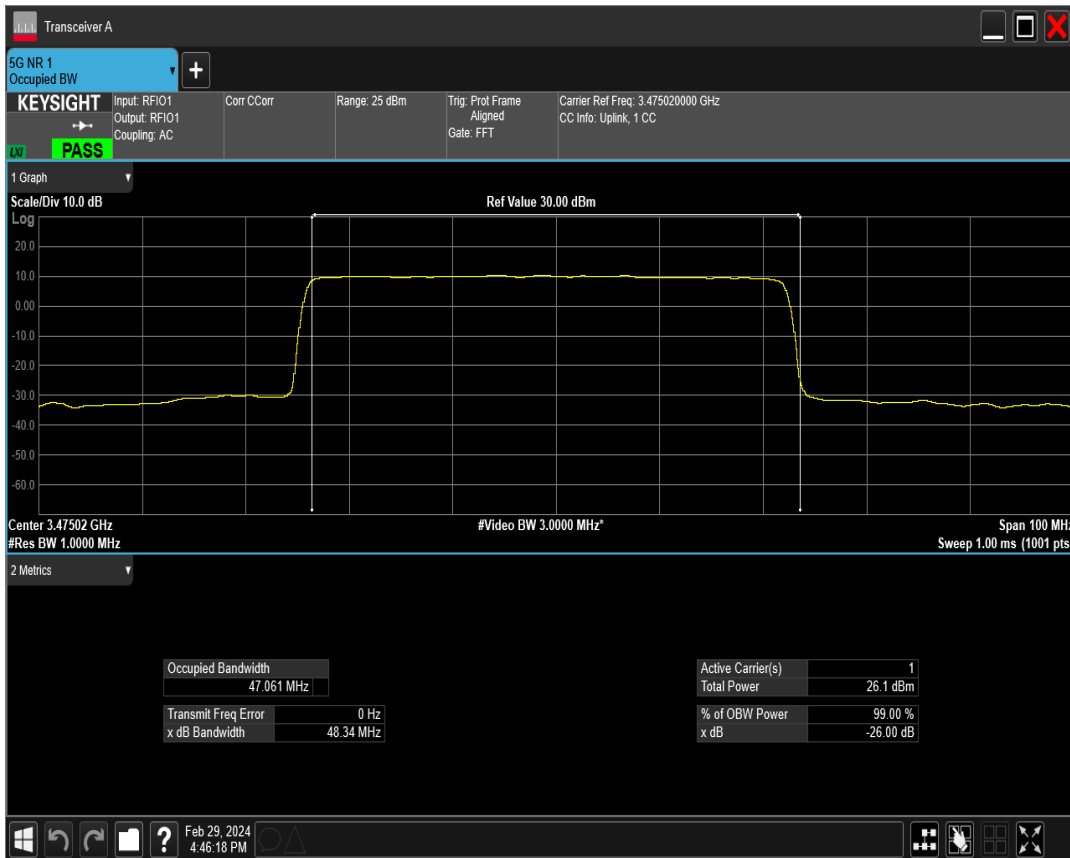 Transceiver A
5G NR 1
Occupied BW
+
KEYSIGHT
LXI
PASS
Input: RFIO1
Output: RFIO1
Coupling: AC
Corr CCorr
Range: 25 dBm
Trig: Prot Frame
Aligned
Gate: FFT
Carrier Ref Freq: 3.475020000 GHz
CC Info: Uplink, 1 CC
1 Graph
Scale/Div 10.0 dB
Ref Value 30.00 dBm
Log
20.0
10.0
0.00
-10.0
-20.0
-30.0
-40.0
-50.0
-60.0
Center 3.47502 GHz
#Video BW 3.0000 MHz*
Span 100 MHz
#Res BW 1.0000 MHz
Sweep 1.00 ms (1001 pts
2 Metrics
Occupied Bandwidth
47.061 MHz
Transmit Freq Error 0 Hz
x dB Bandwidth 48.34 MHz
Active Carrier(s) 1
Total Power 26.1 dBm
% of OBW Power 99.00 %
x dB -26.00 dB
?
Feb 29, 2024
4:46:18 PM